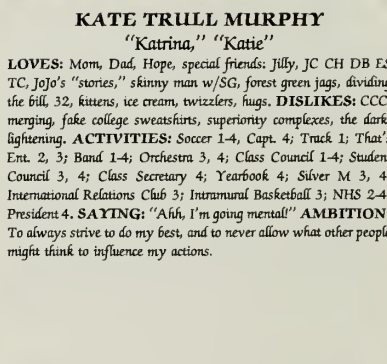 KATE TRULL MURPHY
"Katrina," "Katie"
LOVES: Mom, Dad, Hope, special friends: Jilly, JC CH DB ES
TC, JoJo's "stories," skinny man w/SG, forest green jags, dividing
the bill, 32, kittens, ice cream, twizzlers, hugs. DISLIKES: CCC,
merging, fake college sweatshirts, superiority complexes, the dark,
lightening. ACTIVITIES: Soccer 1-4, Capt. 4; Track 1; That's
Ent. 2, 3; Band 1-4; Orchestra 3, 4; Class Council 1-4; Studen
Council 3, 4; Class Secretary 4; Yearbook 4; Silver M 3, 4
International Relations Club 3; Intramural Basketball 3; NHS 2-4
President 4. SAYING: "Ahh, I'm going mental!" AMBITION
To always strive to do my best, and to never allow what other peopl
might think to influence my actions.